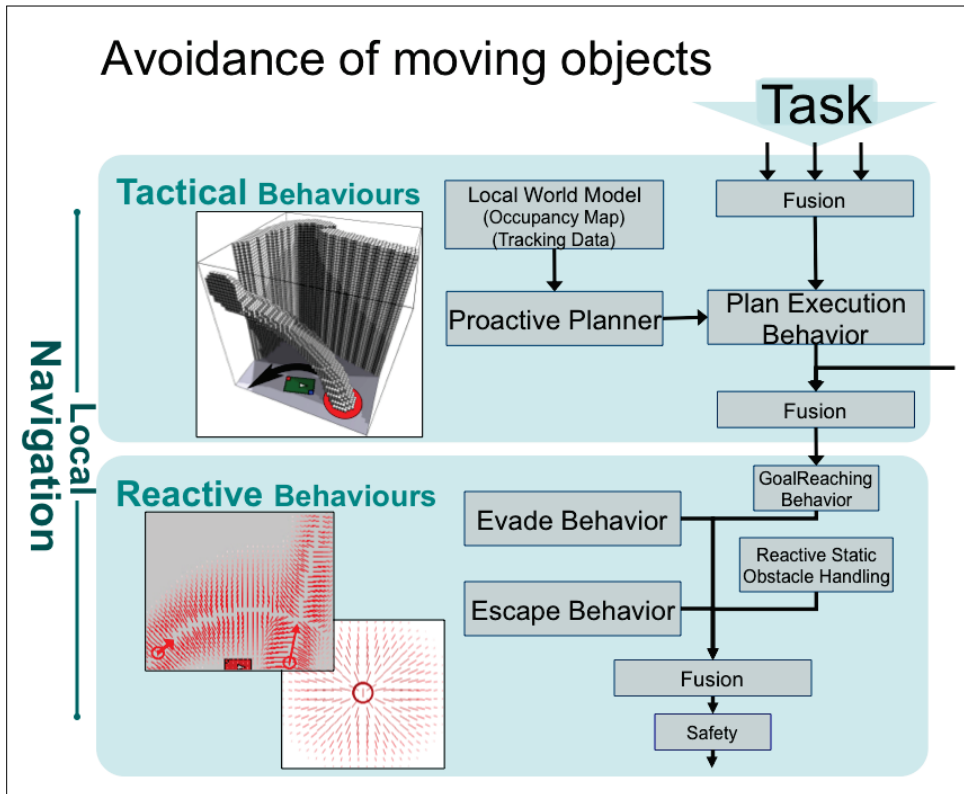 Avoidance of moving objects
Task
Tactical Behaviours
Local World Model
(Occupancy Map)
(Tracking Data)
Fusion
Proactive Planner
Plan Execution
Behavior
Fusion
Local
Navigation
Reactive Behaviours
GoalReaching
Behavior
Evade Behavior
Reactive Static
Obstacle Handling
Escape Behavior
Fusion
Safety